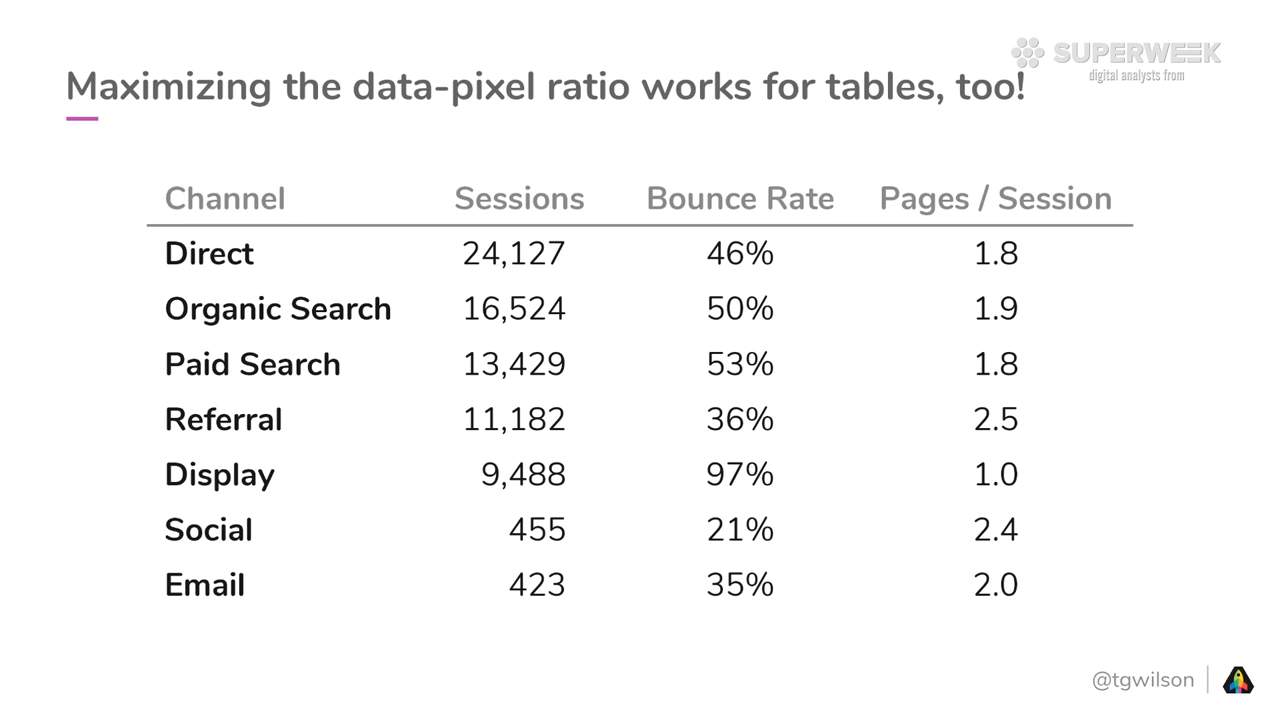 SUPERWEEK
digital analysts from
Maximizing the data-pixel ratio works for tables, too!
Channel Sessions Bounce Rate Pages / Session
Direct 24,127 46% 1.8
Organic Search 16,524 50% 1.9
Paid Search 13,429 53% 1.8
Referral 11,182 36% 2.5
Display 9,488 97% 1.0
Social 455 21% 2.4
Email 423 35% 2.0
@tgwilson